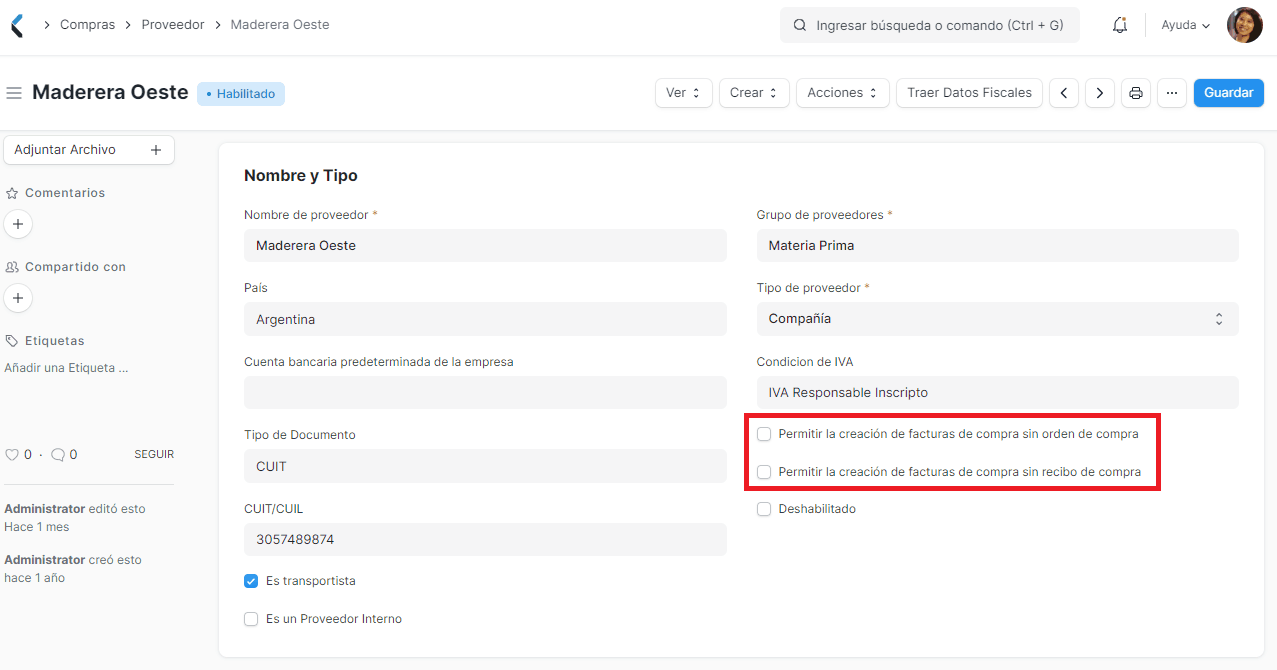 Compras
Proveedor
Maderera Oeste
Ingresar búsqueda o comando (Ctrl + G)
Ayuda
Maderera Oeste
Habilitado
Ver
Crear
Acciones
Traer Datos Fiscales
Guardar
Adjuntar Archivo
Comentarios
Compartido con
Etiquetas
Añadir una Etiqueta ...
0 · 0
SEGUIR
Administrator editó esto
Hace 1 mes
Administrator creó esto
hace 1 año
Nombre y Tipo
Nombre de proveedor *
Maderera Oeste
País
Argentina
Cuenta bancaria predeterminada de la empresa
Tipo de Documento
CUIT
CUIT/CUIL
3057489874
Es transportista
Es un Proveedor Interno
Grupo de proveedores *
Materia Prima
Tipo de proveedor *
Compañía
Condicion de IVA
IVA Responsable Inscripto
Permitir la creación de facturas de compra sin orden de compra
Permitir la creación de facturas de compra sin recibo de compra
Deshabilitado